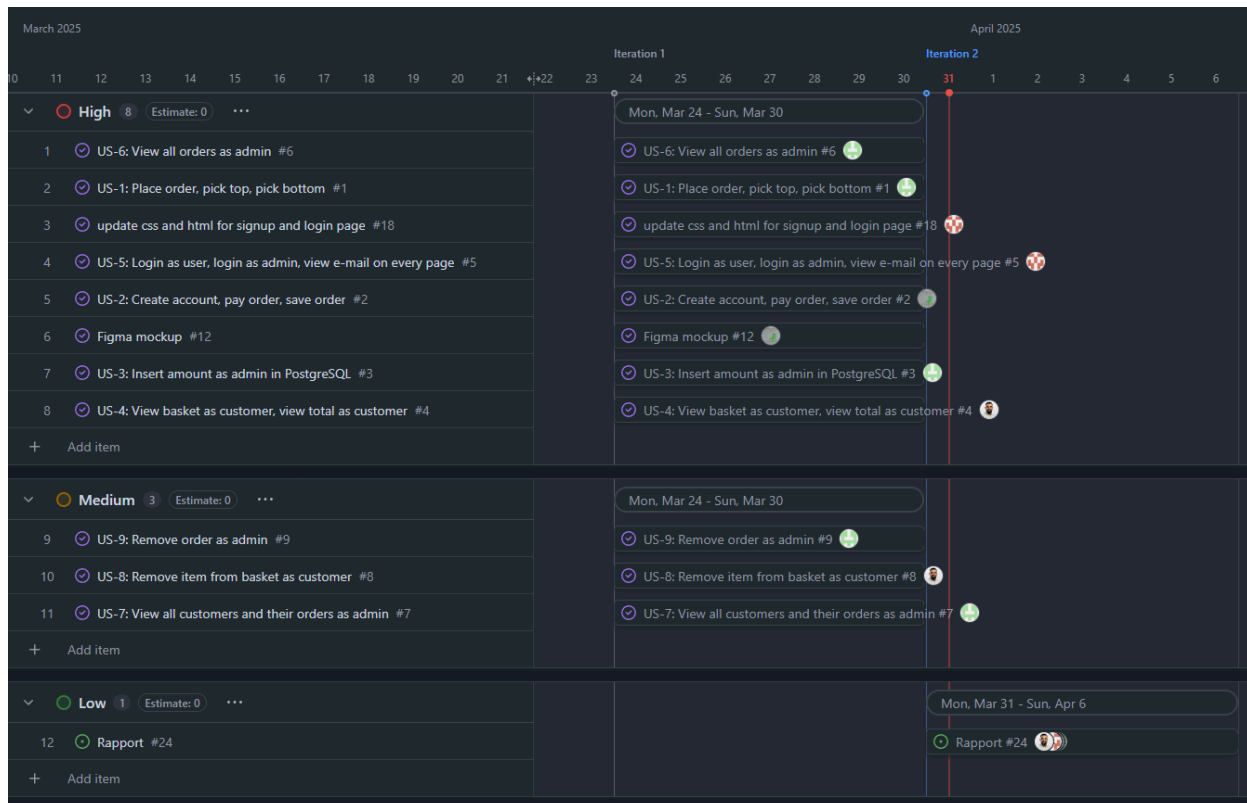 March 2025 April 2025
Iteration 1 Iteration 2
10 11 12 13 14 15 16 17 18 19 20 21 22 23 24 25 26 27 28 29 30 31 1 2 3 4 5 6
High 8 Estimate: 0 ... Mon, Mar 24 - Sun, Mar 30
1 US-6: View all orders as admin #6 US-6: View all orders as admin #6
2 US-1: Place order, pick top, pick bottom #1 US-1: Place order, pick top, pick bottom #1
3 update css and html for signup and login page #18 update css and html for signup and login page #18
4 US-5: Login as user, login as admin, view e-mail on every page #5 US-5: Login as user, login as admin, view e-mail on every page #5
5 US-2: Create account, pay order, save order #2 US-2: Create account, pay order, save order #2
6 Figma mockup #12 Figma mockup #12
7 US-3: Insert amount as admin in PostgreSQL #3 US-3: Insert amount as admin in PostgreSQL #3
8 US-4: View basket as customer, view total as customer #4 US-4: View basket as customer, view total as customer #4
+ Add item
Medium 3 Estimate: 0 ... Mon, Mar 24 - Sun, Mar 30
9 US-9: Remove order as admin #9 US-9: Remove order as admin #9
10 US-8: Remove item from basket as customer #8 US-8: Remove item from basket as customer #8
11 US-7: View all customers and their orders as admin #7 US-7: View all customers and their orders as admin #7
+ Add item
Low 1 Estimate: 0 ... Mon, Mar 31 - Sun, Apr 6
12 Rapport #24 Rapport #24
+ Add item